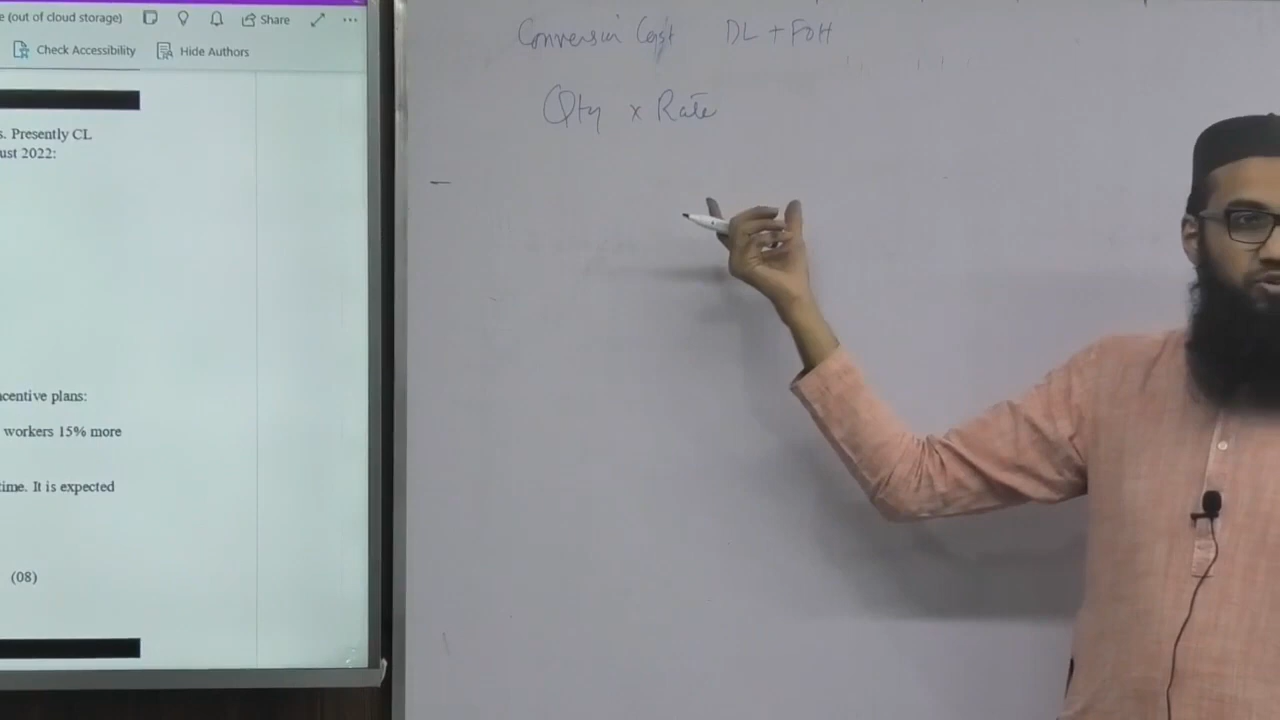 e (out of cloud storage) Share
Check Accessibility Hide Authors
s. Presently CL
ust 2022:
centive plans:
workers 15% more
time. It is expected
(08)
Conversion Cost DL + FOH
Qty x Rate